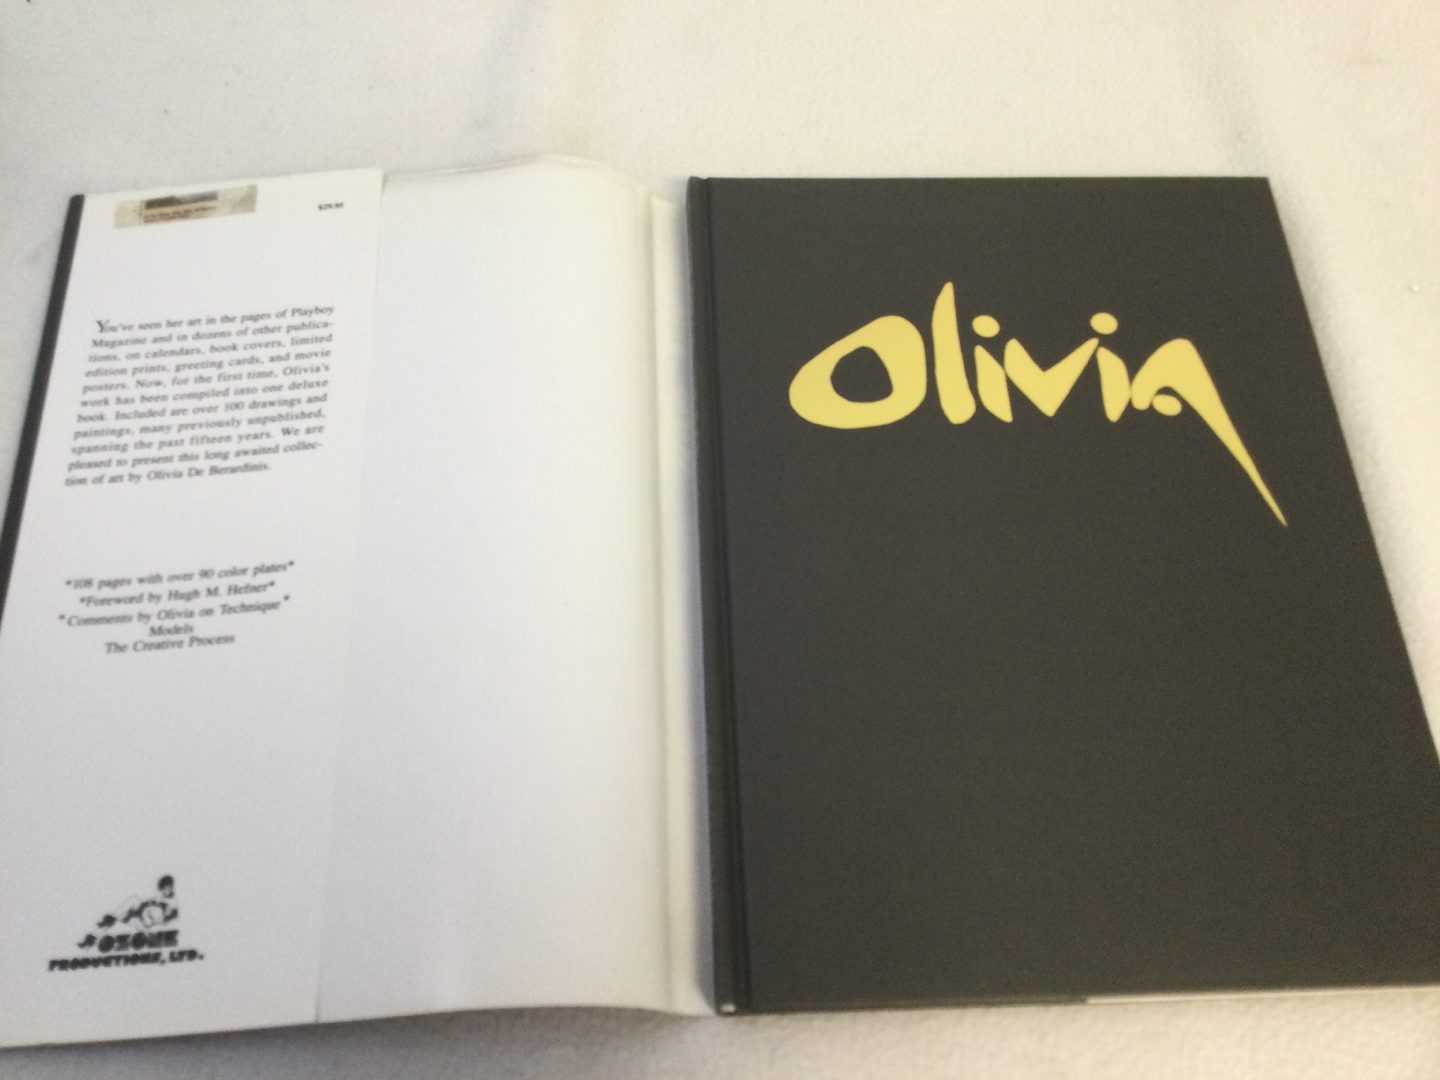 $29.95
You've seen her art in the pages of Playboy
Magazine and in dozens of other publica-
tions, on calendars, book covers, limited
edition prints, greeting cards, and movie
posters. Now, for the first time, Olivia's
work has been compiled into one deluxe
book. Included are over 100 drawings and
paintings, many previously unpublished,
spanning the past fifteen years. We are
pleased to present this long awaited collec-
tion of art by Olivia De Berardinis.
*108 pages with over 90 color plates*
*Foreword by Hugh M. Hefner*
*Comments by Olivia on Technique*
Models
The Creative Process
OZONE
PRODUCTIONS, LTD.
Olivia